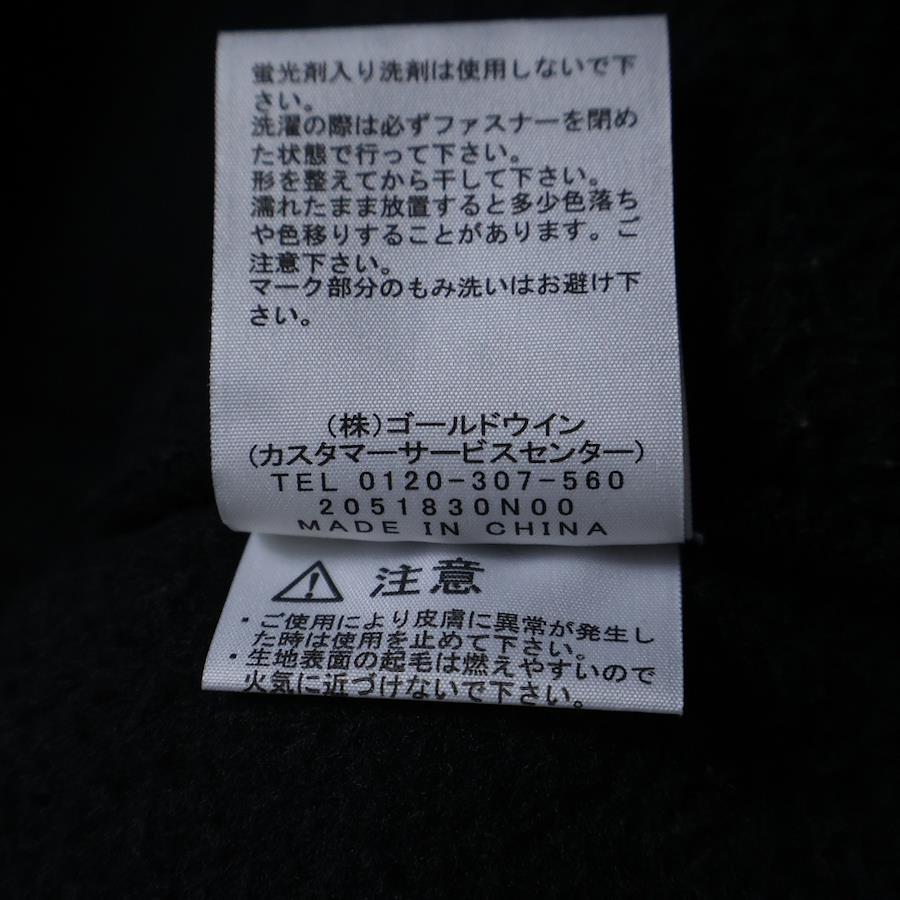 蛍光剤入り洗剤は使用しないで下
さい。
洗濯の際は必ずファスナーを閉め
た状態で行って下さい。
形を整えてから干して下さい。
濡れたまま放置すると多少色落ち
や色移りすることがあります。ご
注意下さい。
マーク部分のもみ洗いはお避け下
さい。
(株)ゴールドウイン
(カスタマーサービスセンター)
TEL 0120-307-560
2051830N00
MADE IN CHINA
注意
・ご使用により皮膚に異常が発生し
た時は使用を止めて下さい。
・生地表面の起毛は燃えやすいので
火気に近づけないで下さい。